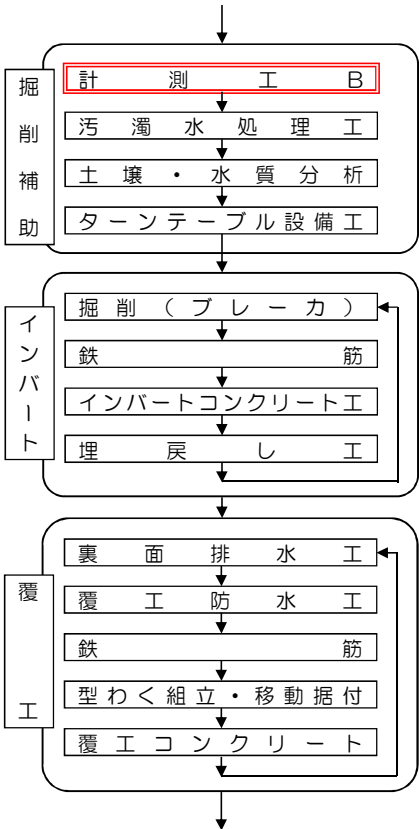 掘削補助
計測工B
汚濁水処理工
土壌・水質分析
ターンテーブル設備工
インバート
掘削(ブレーカ)
鉄筋
インバートコンクリート工
埋戻し工
覆工
裏面排水工
覆工防水工
鉄筋
型わく組立・移動据付
覆工コンクリート